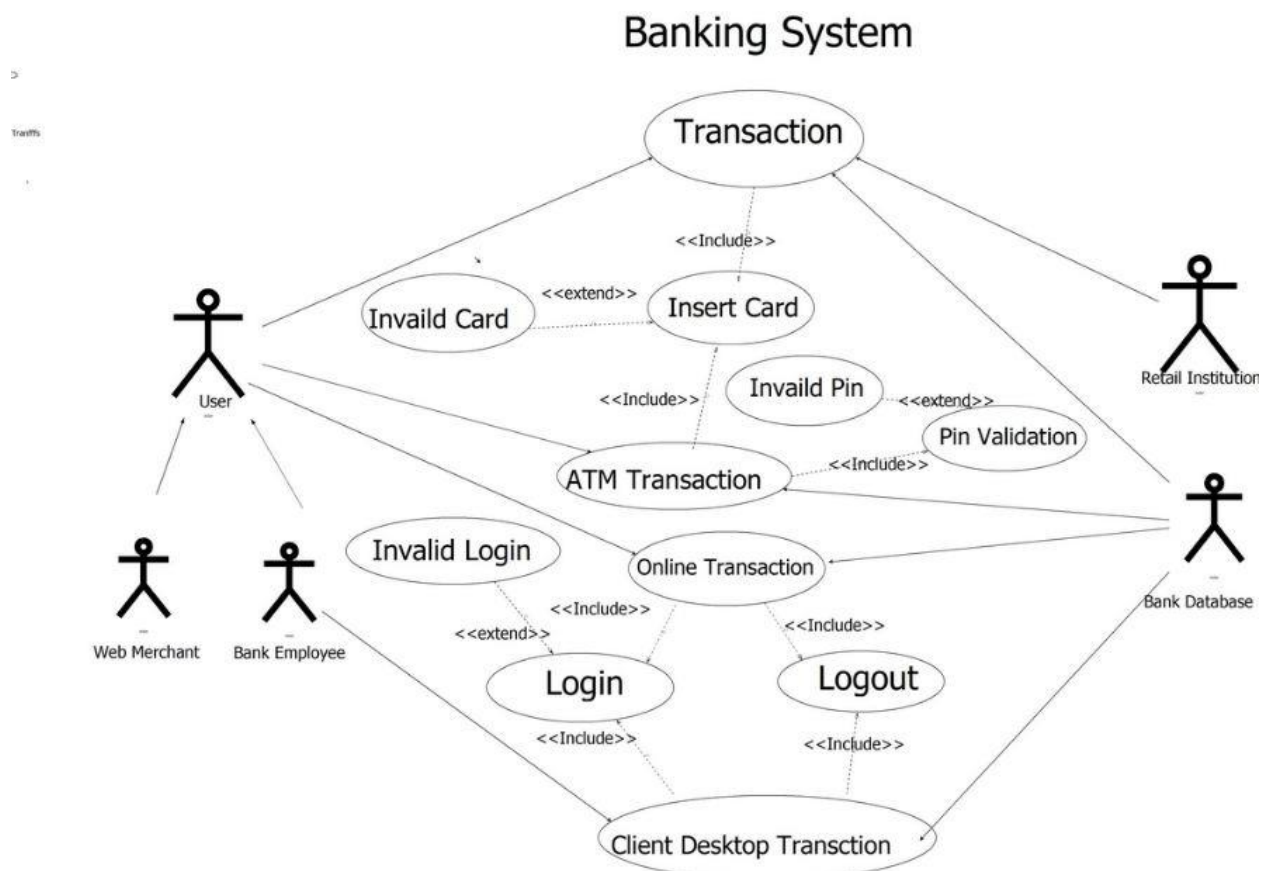 Banking System
Tranfffs
Transaction
<<Include>>
Invaild Card
<<extend>>
Insert Card
User
Retail Institution
<<Include>>
Invaild Pin
<<extend>>
Pin Validation
ATM Transaction
<<Include>>
Invalid Login
Online Transaction
<<Include>>
<<extend>>
<<Include>>
Bank Database
Web Merchant
Bank Employee
Login
Logout
<<Include>>
<<Include>>
Client Desktop Transction